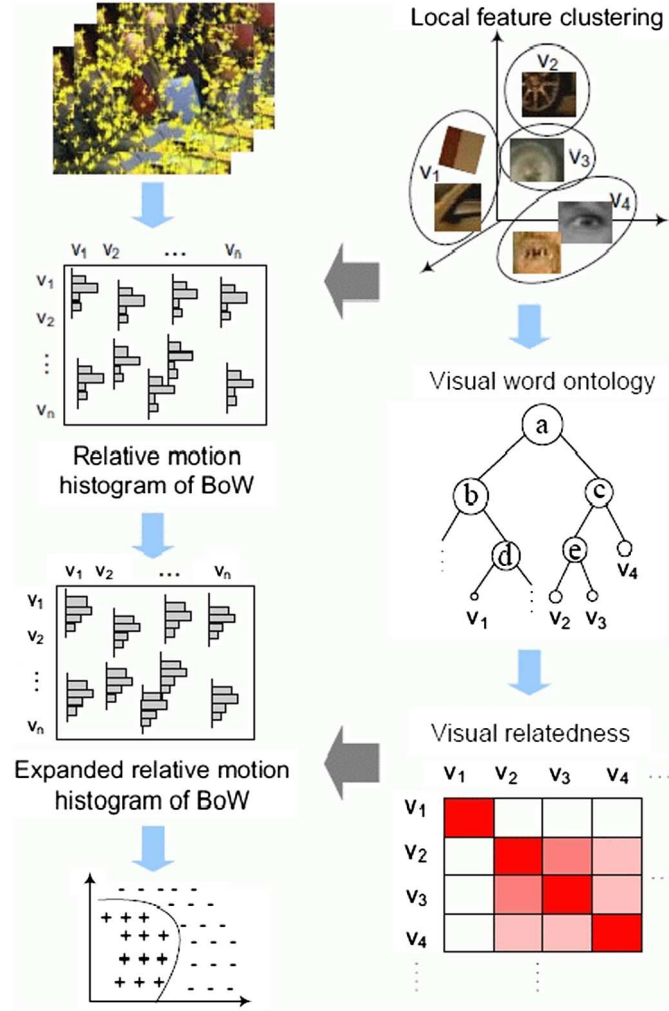 Local feature clustering
v2
v3
v1
v4
v1 v2 ... vn
v1
v2
⋮
vn
Relative motion
histogram of BoW
Visual word ontology
a
b
c
d
e
v4
v1
v2
v3
v1 v2 ... vn
v1
v2
⋮
vn
Expanded relative motion
histogram of BoW
Visual relatedness
v1 v2 v3 v4 ...
v1
v2
v3
v4